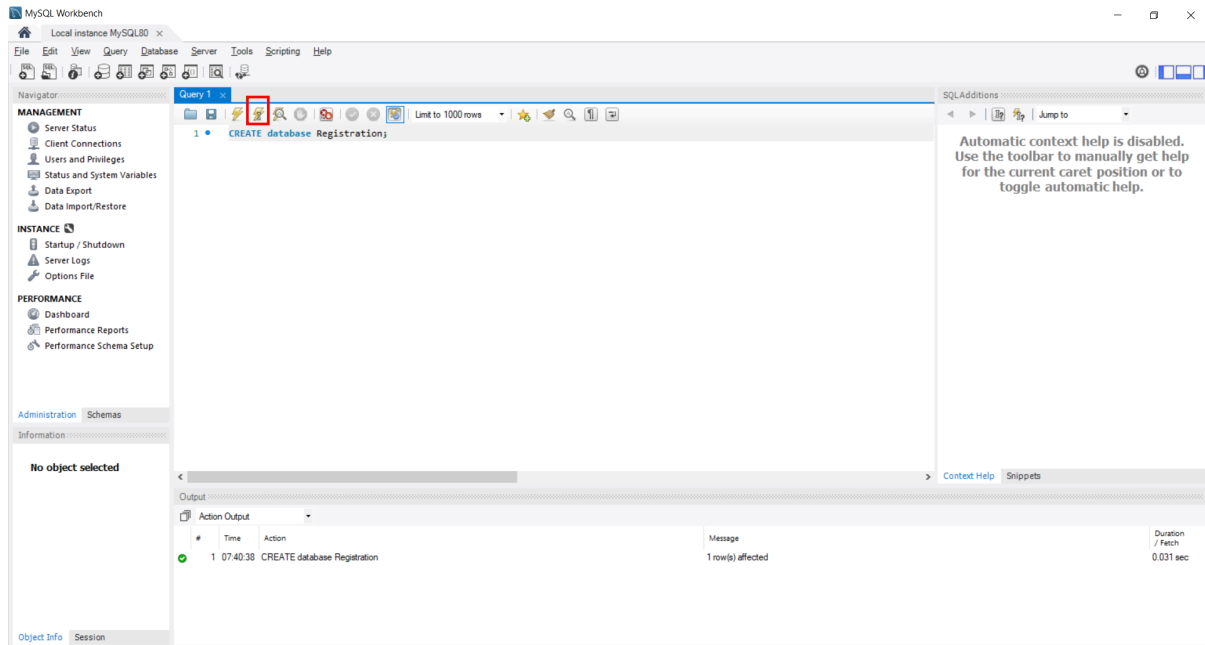 MySQL Workbench
Local instance MySQL80
File Edit View Query Database Server Tools Scripting Help
Navigator
MANAGEMENT
Server Status
Client Connections
Users and Privileges
Status and System Variables
Data Export
Data Import/Restore
INSTANCE
Startup / Shutdown
Server Logs
Options File
PERFORMANCE
Dashboard
Performance Reports
Performance Schema Setup
Administration Schemas
Information
No object selected
Object Info Session
Query 1
Limit to 1000 rows
1 CREATE database Registration;
SQLAdditions
Jump to
Automatic context help is disabled.
Use the toolbar to manually get help
for the current caret position or to
toggle automatic help.
Context Help Snippets
Output
Action Output
# Time Action Message Duration / Fetch
1 07:40:38 CREATE database Registration 1 row(s) affected 0.031 sec